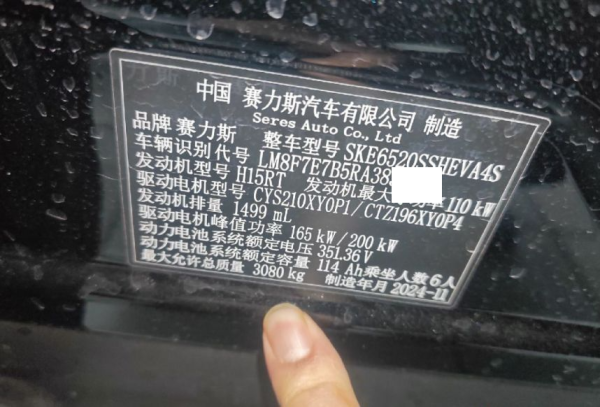 中国 赛力斯汽车有限公司 制造
Seres Auto Co., Ltd
品牌 赛力斯 整车型号 SKE6520SSHEVA4S
车辆识别代号 LM8F7E7B5RA38
发动机型号 H15RT 发动机最大 功率 110 kW
驱动电机型号 CYS210XY0P1/CTZ196XY0P4
发动机排量 1499 mL
驱动电机峰值功率 165 kW/200 kW
动力电池系统额定电压 351.36V
动力电池系统额定容量 114 Ah 乘坐人数 6人
最大允许总质量 3080 kg 制造年月 2024-11